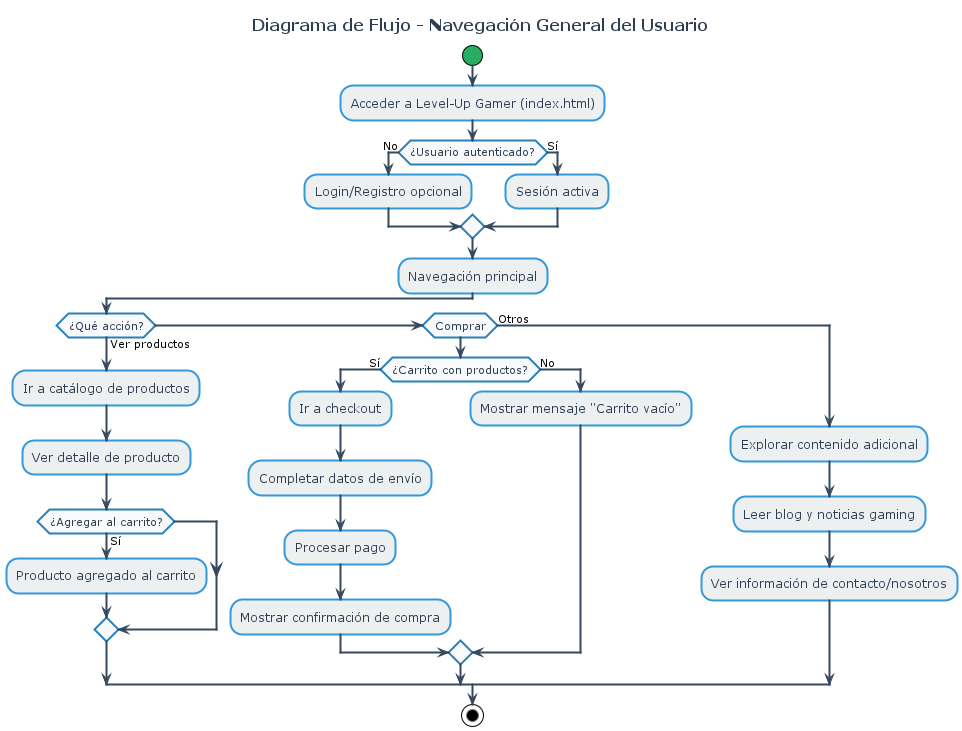 Diagrama de Flujo - Navegación General del Usuario
Acceder a Level-Up Gamer (index.html)
No
¿Usuario autenticado?
Sí
Login/Registro opcional
Sesión activa
Navegación principal
¿Qué acción?
Ver productos
Comprar
Otros
Ir a catálogo de productos
Ver detalle de producto
¿Agregar al carrito?
Sí
Producto agregado al carrito
Sí
¿Carrito con productos?
No
Ir a checkout
Mostrar mensaje "Carrito vacío"
Completar datos de envío
Procesar pago
Mostrar confirmación de compra
Explorar contenido adicional
Leer blog y noticias gaming
Ver información de contacto/nosotros